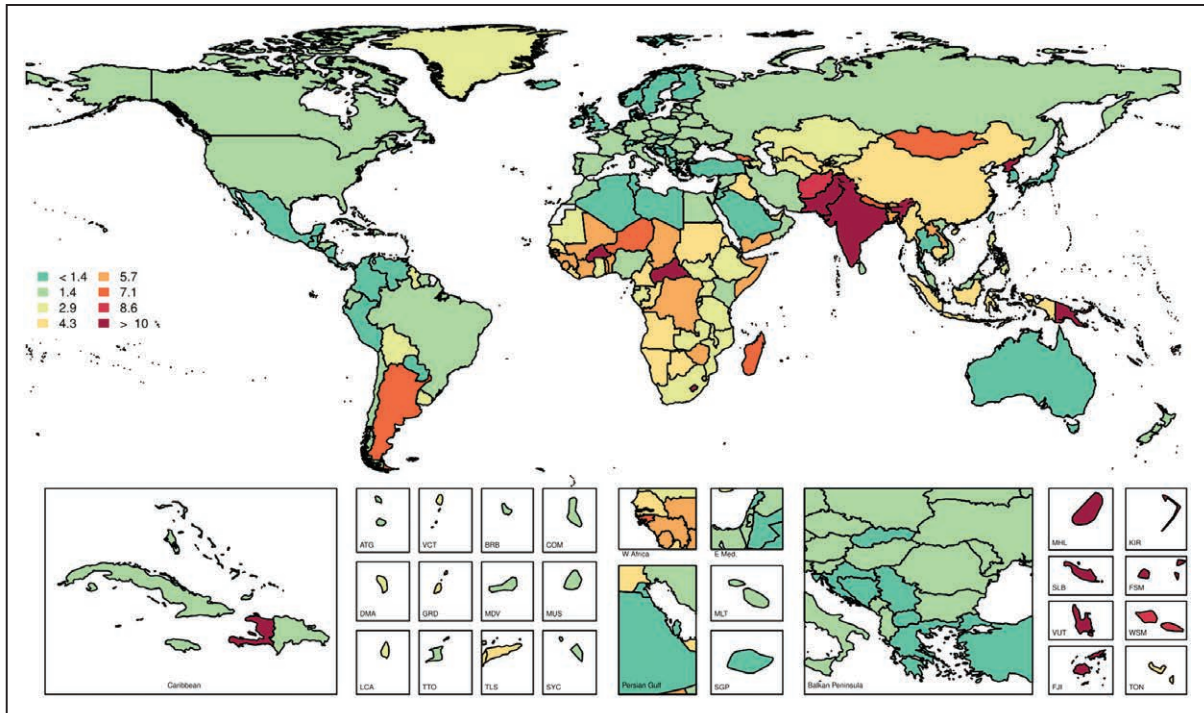 < 1.4 5.7
1.4 7.1
2.9 8.6
4.3 > 10
Caribbean
ATG VCT BRB COM
DMA GRD MDV MUS
LCA TTO TLS SYC
W Africa E Med.
Persian Gulf
MLT
SGP
Balkan Peninsula
MHL KIR
SLB FSM
VUT WSM
FJI TON